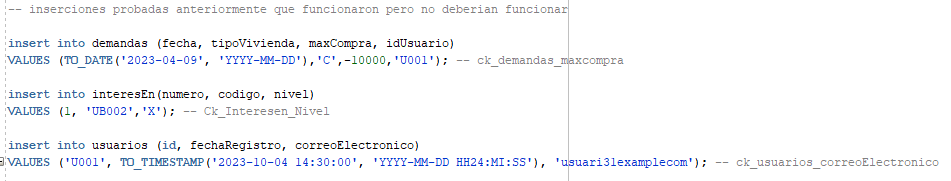 -- inserciones probadas anteriormente que funcionaron pero no deberian funcionar
insert into demandas (fecha, tipoVivienda, maxCompra, idUsuario)
VALUES (TO_DATE('2023-04-09', 'YYYY-MM-DD'),'C',-10000,'U001'); -- ck_demandas_maxcompra
insert into interesEn(numero, codigo, nivel)
VALUES (1, 'UB002','X'); -- Ck_Interesen_Nivel
insert into usuarios (id, fechaRegistro, correoElectronico)
VALUES ('U001', TO_TIMESTAMP('2023-10-04 14:30:00', 'YYYY-MM-DD HH24:MI:SS'), 'usuari31examplecom'); -- ck_usuarios_correoElectronico